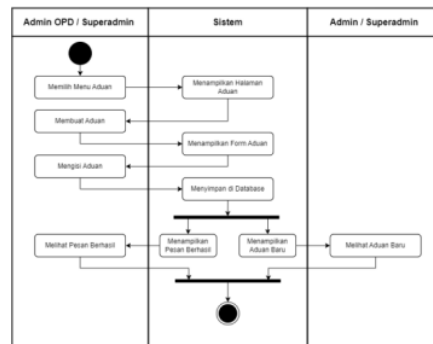 Admin OPD / Superadmin
Sistem
Admin / Superadmin
Memilih Menu Aduan
Menampilkan Halaman
Aduan
Membuat Aduan
Menampilkan Form Aduan
Mengisi Aduan
Menyimpan di Database
Melihat Pesan Berhasil
Menampilkan
Pesan Berhasil
Menampilkan
Aduan Baru
Melihat Aduan Baru